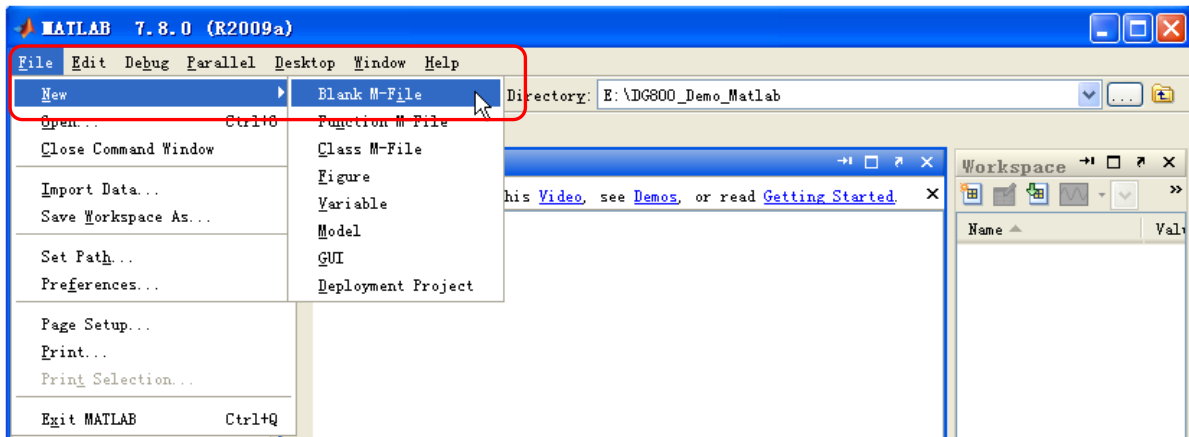 MATLAB 7.8.0 (R2009a)
File Edit Debug Parallel Desktop Window Help
New Blank M-File Directory: E:\DG800_Demo_Matlab ...
Open... Ctrl+O Function M-File
Close Command Window Class M-File
Figure
Workspace
Import Data... Variable
his Video, see Demos, or read Getting Started.
Save Workspace As...
Model
Name
Set Path... GUI
Preferences... Deployment Project
Page Setup...
Print...
Print Selection...
Exit MATLAB Ctrl+Q